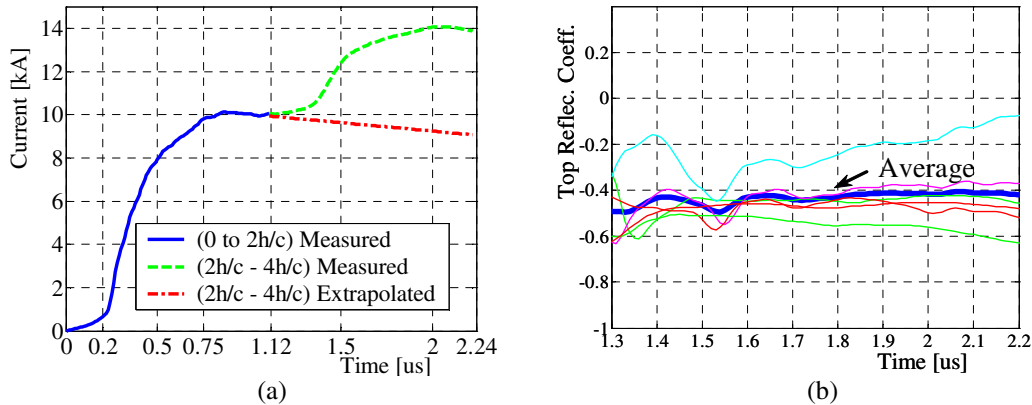 Current [kA]
14
12
10
8
6
4
2
0
(0 to 2h/c) Measured
(2h/c - 4h/c) Measured
(2h/c - 4h/c) Extrapolated
0 0.2 0.5 0.75 1.12 1.5 2 2.24
Time [us]
(a)
Top Reflec. Coeff.
0.4
0.2
0
-0.2
-0.4
-0.6
-0.8
-1
Average
1.3 1.4 1.5 1.6 1.7 1.8 1.9 2 2.1 2.2
Time [us]
(b)